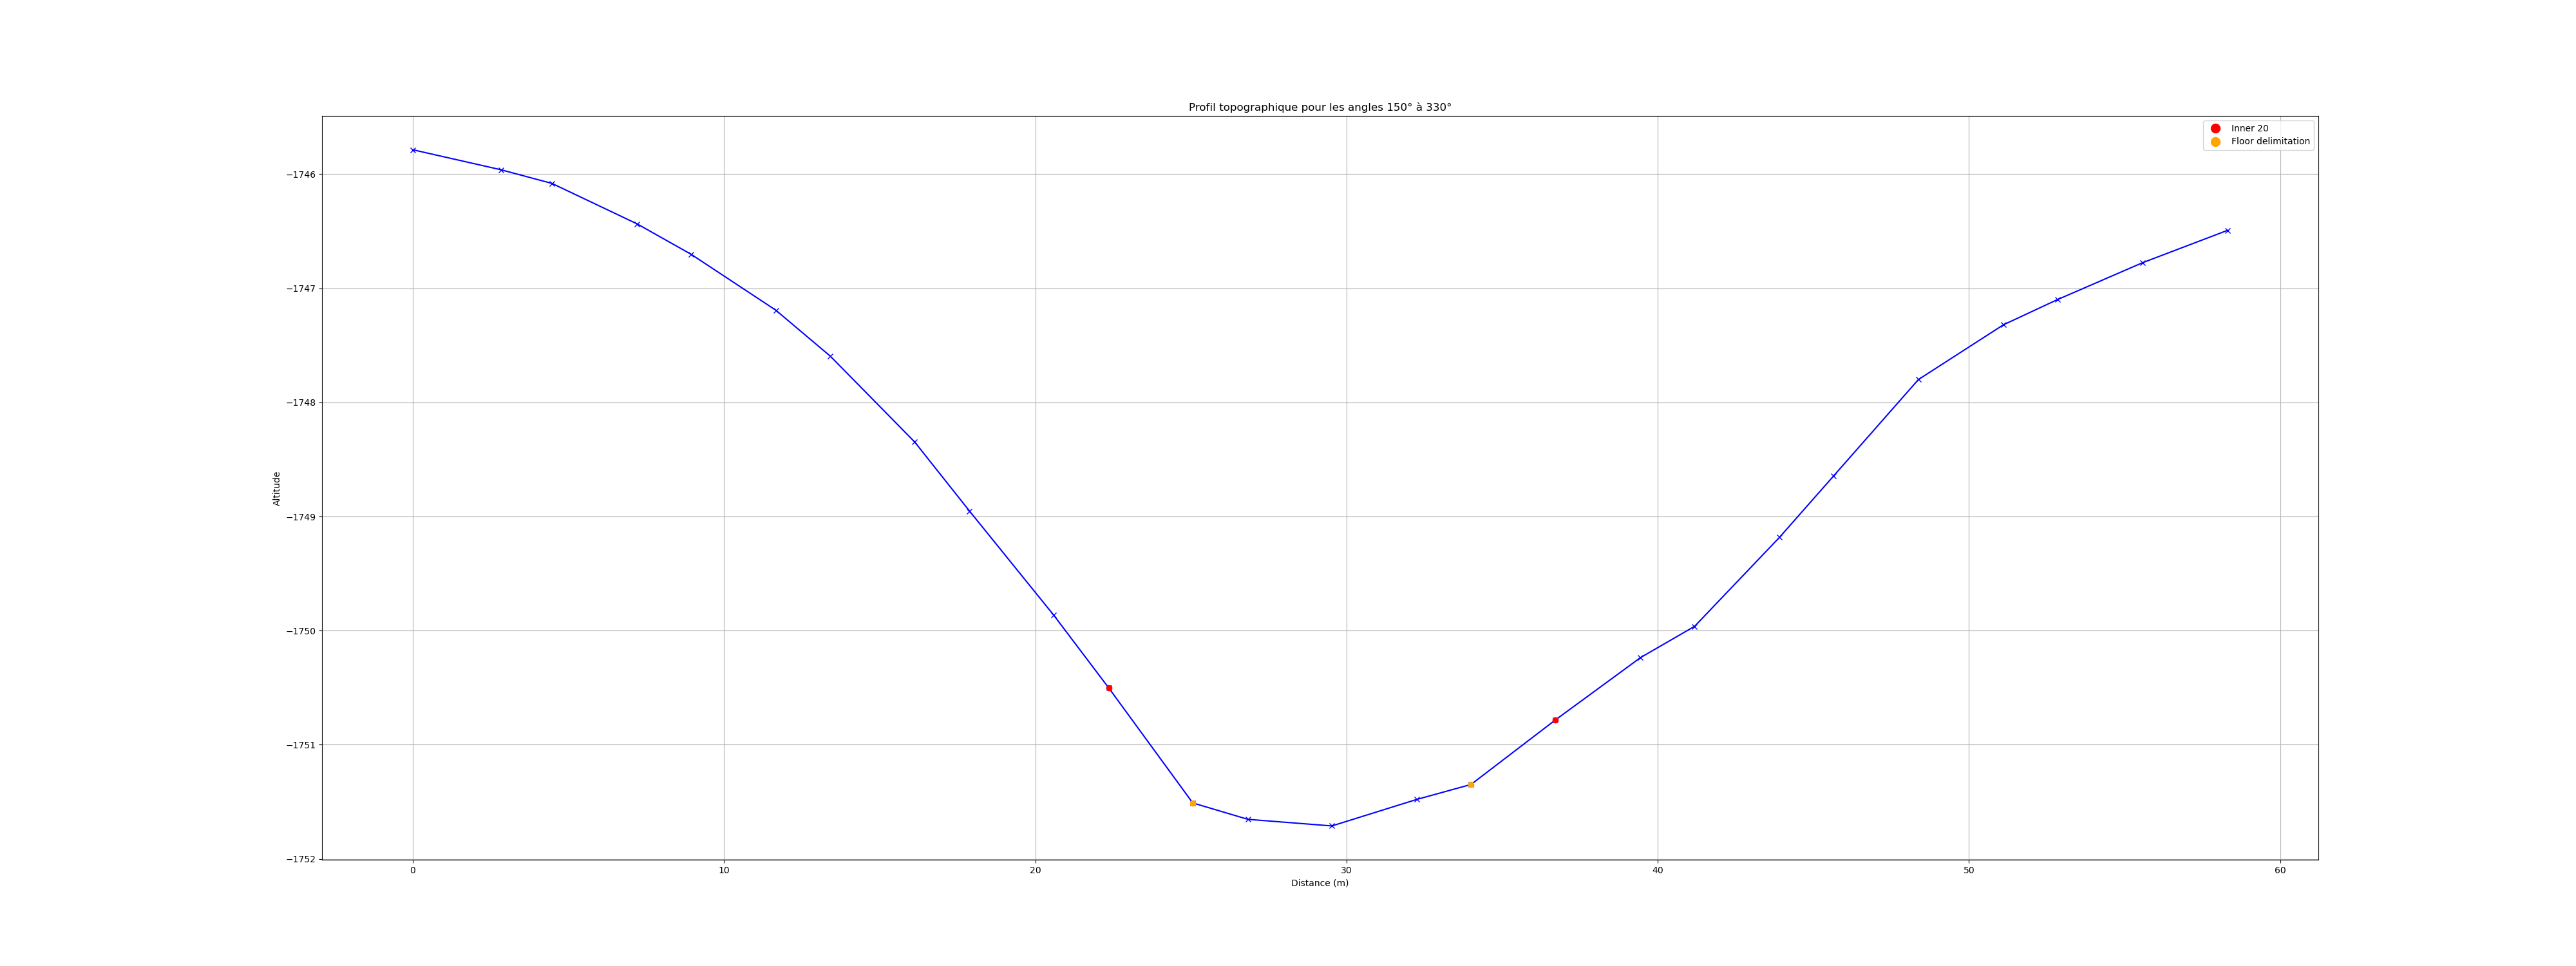 Profil topographique pour les angles 150° à 330°
Inner 20
Floor delimitation
−1746
−1747
−1748
−1749
−1750
−1751
−1752
Altitude
0 10 20 30 40 50 60
Distance (m)